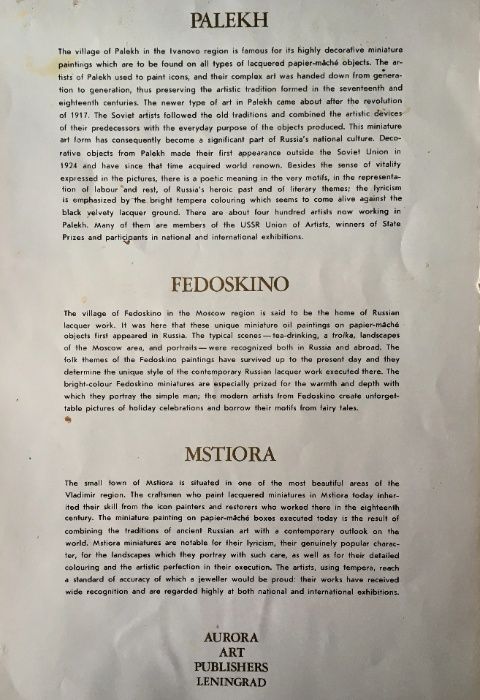 PALEKH
The village of Palekh in the Ivanovo region is famous for its highly decorative miniature
paintings which are to be found on all types of lacquered papier-mâché objects. The ar-
tists of Palekh used to paint icons, and their complex art was handed down from genera-
tion to generation, thus preserving the artistic tradition formed in the seventeenth and
eighteenth centuries. The newer type of art in Palekh came about after the revolution
of 1917. The Soviet artists followed the old traditions and combined the artistic devices
of their predecessors with the everyday purpose of the objects produced. This miniature
art form has consequently become a significant part of Russia's national culture. Deco-
rative objects from Palekh made their first appearance outside the Soviet Union in
1924 and have since that time acquired world renown. Besides the sense of vitality
expressed in the pictures, there is a poetic meaning in the very motifs, in the representa-
tion of labour and rest, of Russia's heroic past and of literary themes; the lyricism
is emphasized by the bright tempera colouring which seems to come alive against the
black velvety lacquer ground. There are about four hundred artists now working in
Palekh. Many of them are members of the USSR Union of Artists, winners of State
Prizes and participants in national and international exhibitions.
FEDOSKINO
The village of Fedoskino in the Moscow region is said to be the home of Russian
lacquer work. It was here that these unique miniature oil paintings on papier-mâché
objects first appeared in Russia. The typical scenes—tea-drinking, a troika, landscapes
of the Moscow area, and portraits—were recognized both in Russia and abroad. The
folk themes of the Fedoskino paintings have survived up to the present day and they
determine the unique style of the contemporary Russian lacquer work executed there. The
bright-colour Fedoskino miniatures are especially prized for the warmth and depth with
which they portray the simple man; the modern artists from Fedoskino create unforget-
table pictures of holiday celebrations and borrow their motifs from fairy tales.
MSTIORA
The small town of Mstiora is situated in one of the most beautiful areas of the
Vladimir region. The craftsmen who paint lacquered miniatures in Mstiora today inher-
ited their skill from the icon painters and restorers who worked there in the eighteenth
century. The miniature painting on papier-mâché boxes executed today is the result of
combining the traditions of ancient Russian art with a contemporary outlook on the
world. Mstiora miniatures are notable for their lyricism, their genuinely popular charac-
ter, for the landscapes which they portray with such care, as well as for their detailed
colouring and the artistic perfection in their execution. The artists, using tempera, reach
a standard of accuracy of which a jeweller would be proud: their works have received
wide recognition and are regarded highly at both national and international exhibitions.
AURORA
ART
PUBLISHERS
LENINGRAD